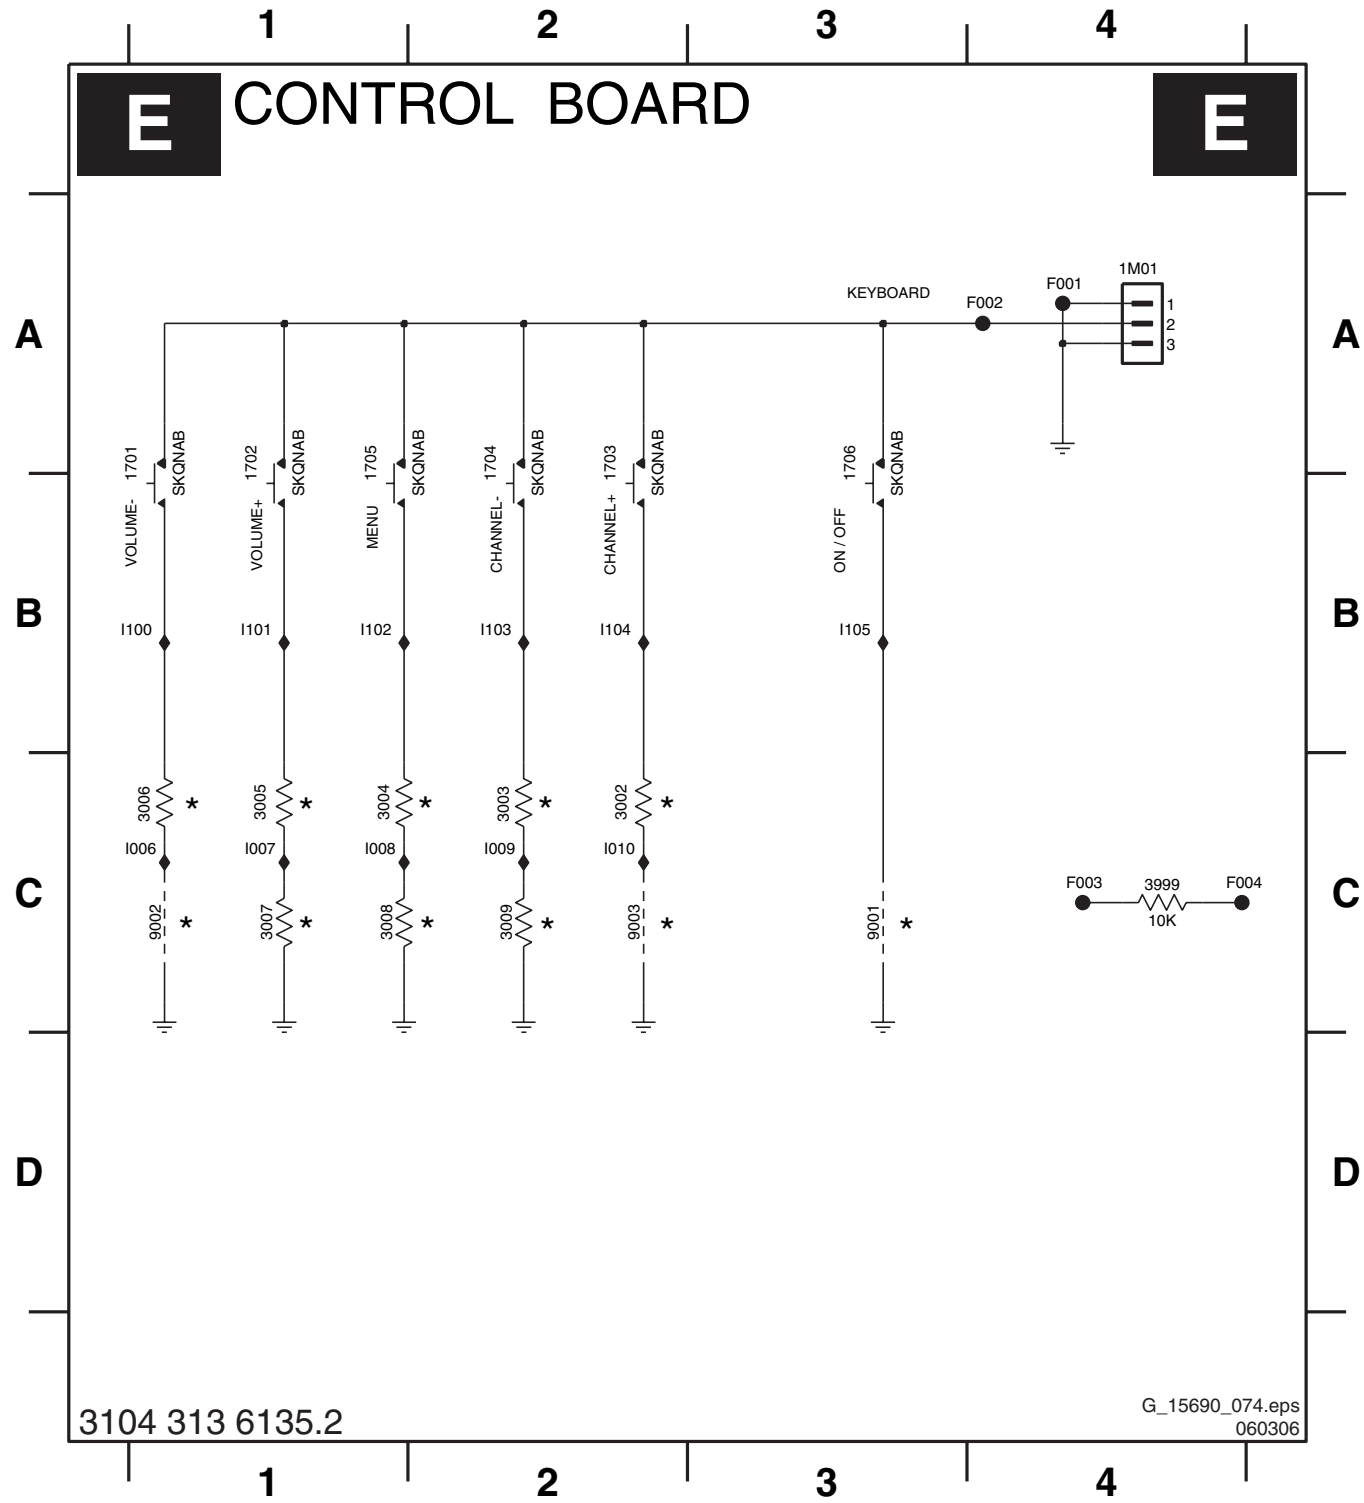 1 2 3 4
E CONTROL BOARD E
1M01
F001
KEYBOARD
F002
1
2
3
A A
1701 SKQNAB VOLUME-
1702 SKQNAB VOLUME+
1705 SKQNAB MENU
1704 SKQNAB CHANNEL-
1703 SKQNAB CHANNEL+
1706 SKQNAB ON / OFF
B B
I100 I101 I102 I103 I104 I105
3006 * 3005 * 3004 * 3003 * 3002 *
I006 I007 I008 I009 I010
C C
9002 * 3007 * 3008 * 3009 * 9003 * 9001 *
F003 3999 F004
10K
D D
3104 313 6135.2
G_15690_074.eps
060306
1 2 3 4